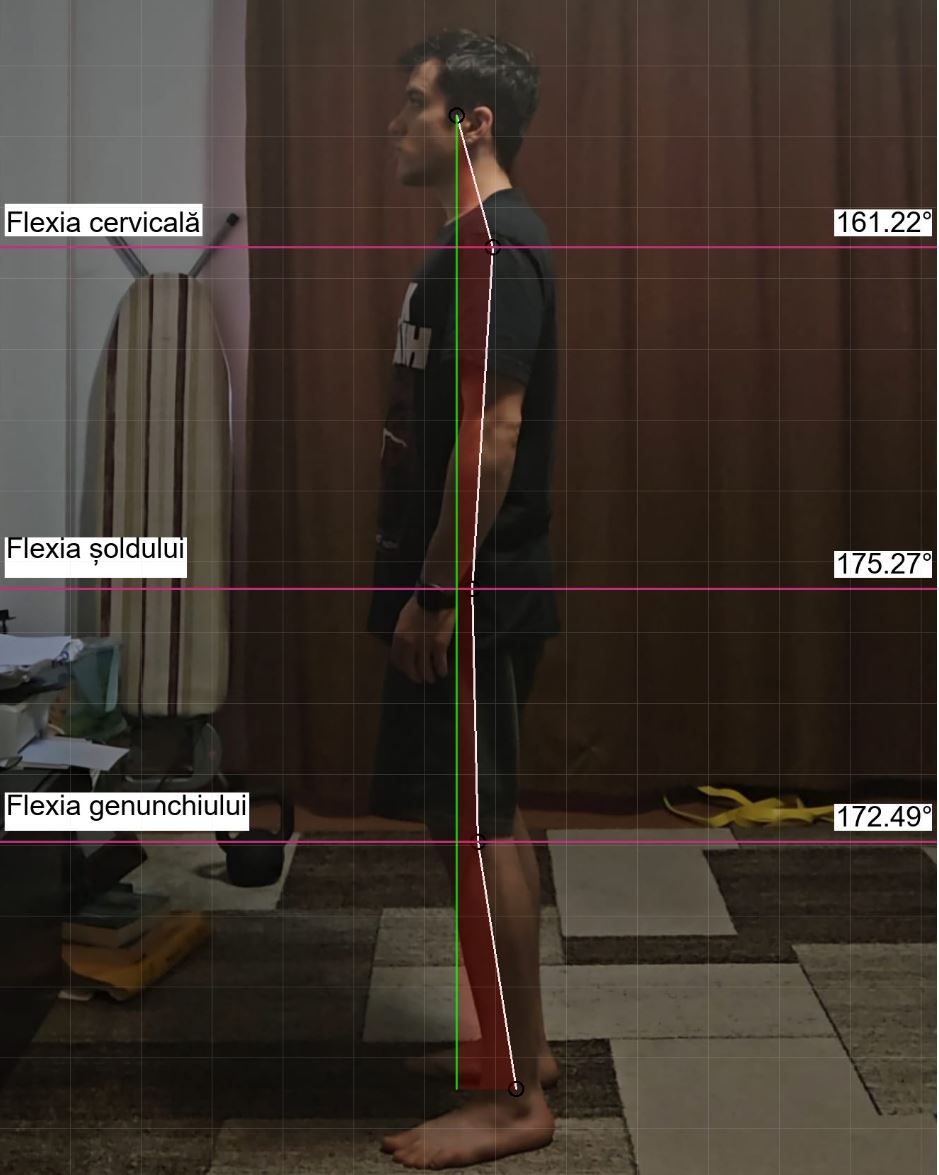 Flexia cervicală
161.22°
Flexia șoldului
175.27°
Flexia genunchiului
172.49°